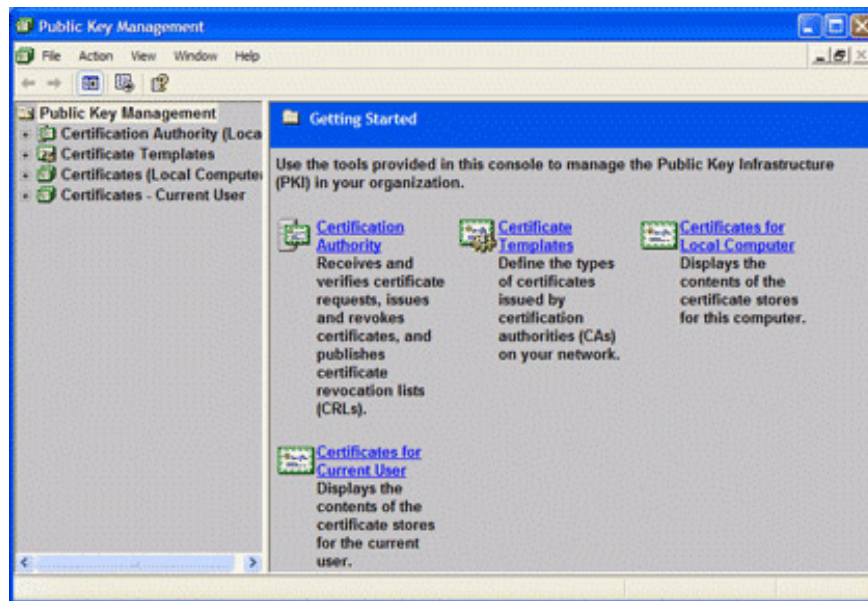 Public Key Management
File Action View Window Help
Public Key Management
Certification Authority (Loca
Certificate Templates
Certificates (Local Computer
Certificates - Current User
Getting Started
Use the tools provided in this console to manage the Public Key Infrastructure
(PKI) in your organization.
Certification
Authority
Receives and
verifies certificate
requests, issues
and revokes
certificates, and
publishes
certificate
revocation lists
(CRLs).
Certificate
Templates
Define the types
of certificates
issued by
certification
authorities (CAs)
on your network.
Certificates for
Local Computer
Displays the
contents of the
certificate stores
for this computer.
Certificates for
Current User
Displays the
contents of the
certificate stores
for the current
user.